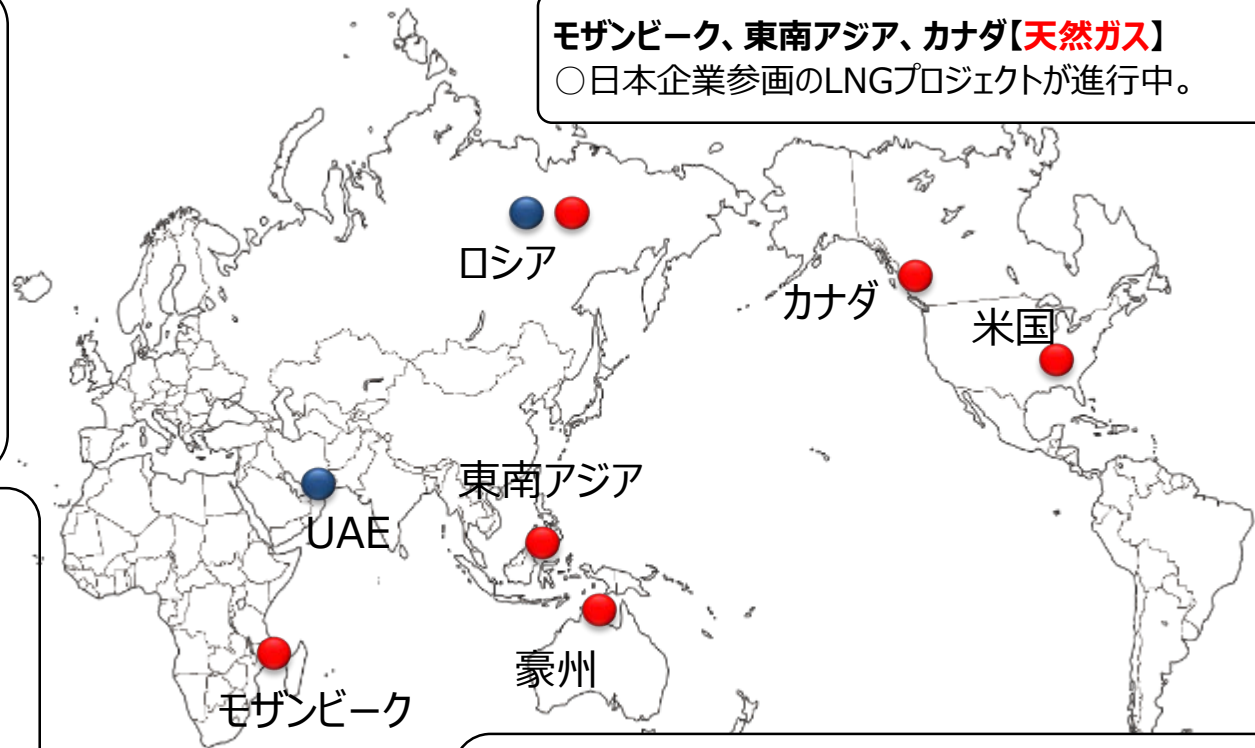 モザンビーク、東南アジア、カナダ【天然ガス】
○日本企業参画のLNGプロジェクトが進行中。
ロシア
カナダ
米国
東南アジア
UAE
豪州
モザンビーク